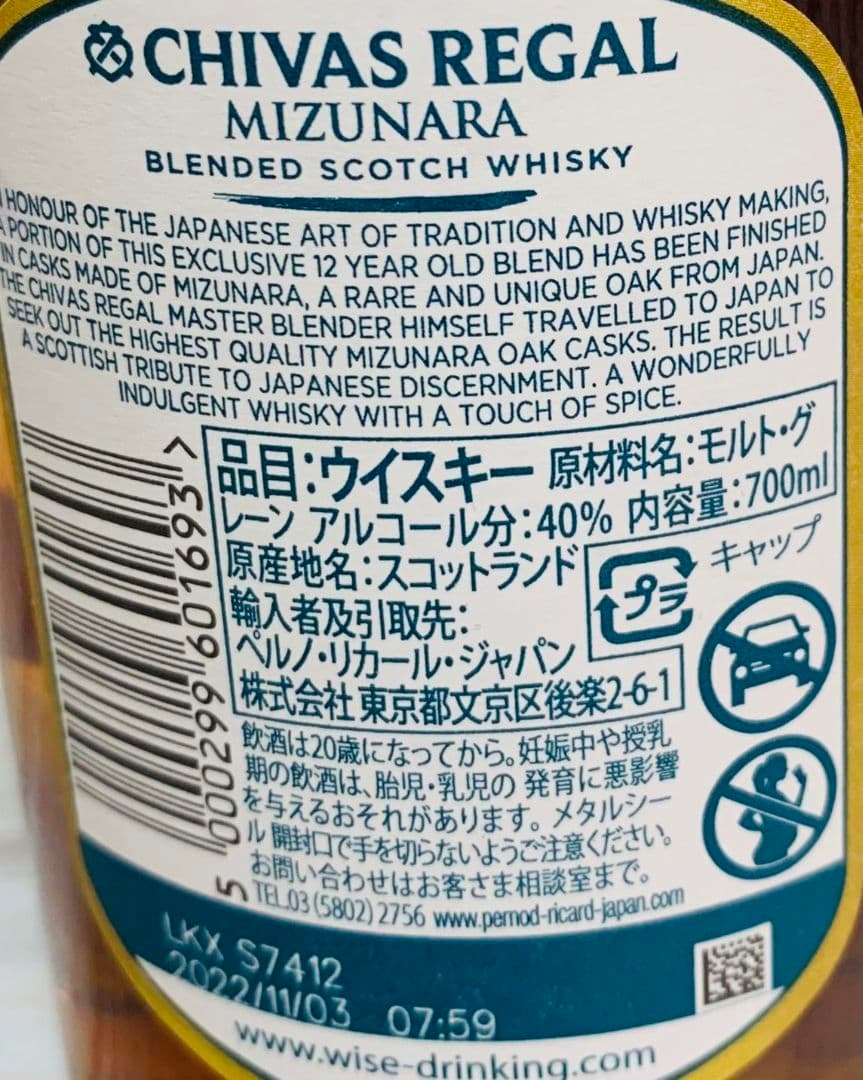 CHIVAS REGAL
MIZUNARA
BLENDED SCOTCH WHISKY
HONOUR OF THE JAPANESE ART OF TRADITION AND WHISKY MAKING,
A PORTION OF THIS EXCLUSIVE 12 YEAR OLD BLEND HAS BEEN FINISHED
IN CASKS MADE OF MIZUNARA, A RARE AND UNIQUE OAK FROM JAPAN.
THE CHIVAS REGAL MASTER BLENDER HIMSELF TRAVELLED TO JAPAN TO
SEEK OUT THE HIGHEST QUALITY MIZUNARA OAK CASKS. THE RESULT IS
A SCOTTISH TRIBUTE TO JAPANESE DISCERNMENT. A WONDERFULLY
INDULGENT WHISKY WITH A TOUCH OF SPICE.
品目:ウイスキー 原材料名:モルト・グ
レーン アルコール分:40% 内容量:700ml
原産地名:スコットランド
輸入者及引取先:
ペルノ・リカール・ジャパン
株式会社 東京都文京区後楽2-6-1
プラ
キャップ
飲酒は20歳になってから。妊娠中や授乳
期の飲酒は、胎児・乳児の 発育に悪影響
を与えるおそれがあります。メタルシー
ル 開封口で手を切らないようご注意ください。
お問い合わせはお客さま相談室まで。
TEL.03 (5802) 2756 www.pernod-ricard-japan.com
5 000299 601693 >
LKX S7412
2022/11/03 07:59
www.wise-drinking.com